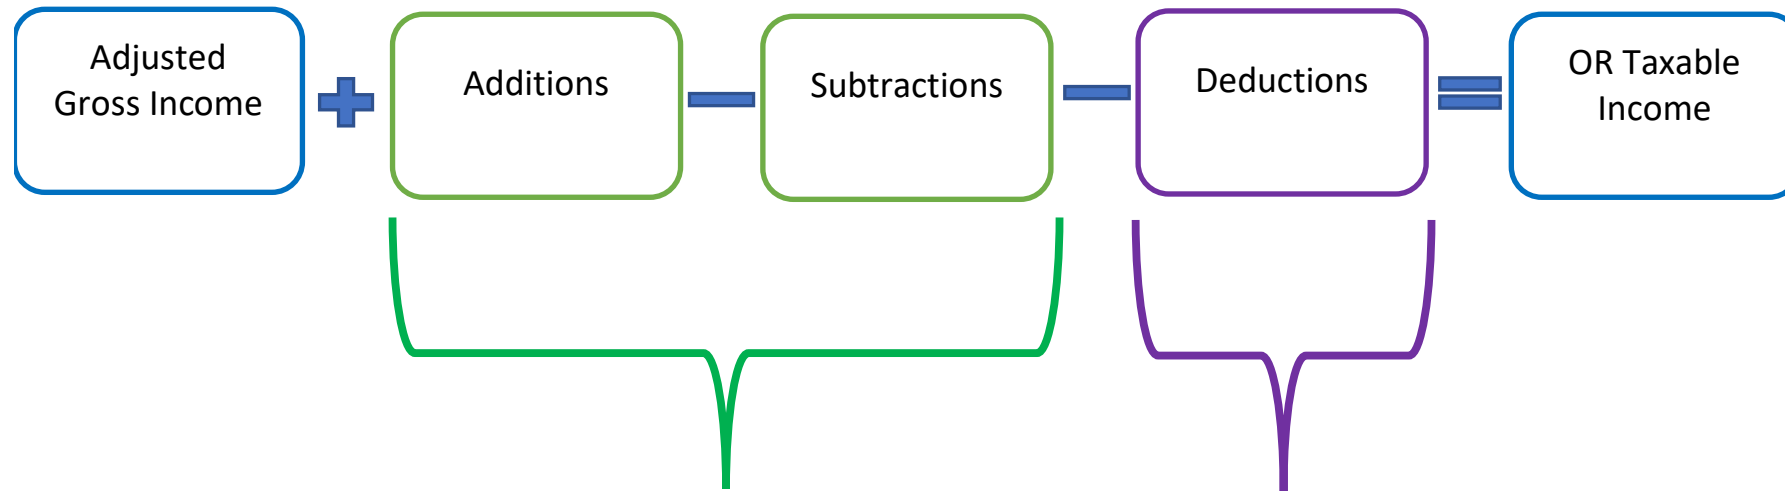 Adjusted
Gross Income
Additions
Subtractions
Deductions
OR Taxable
Income